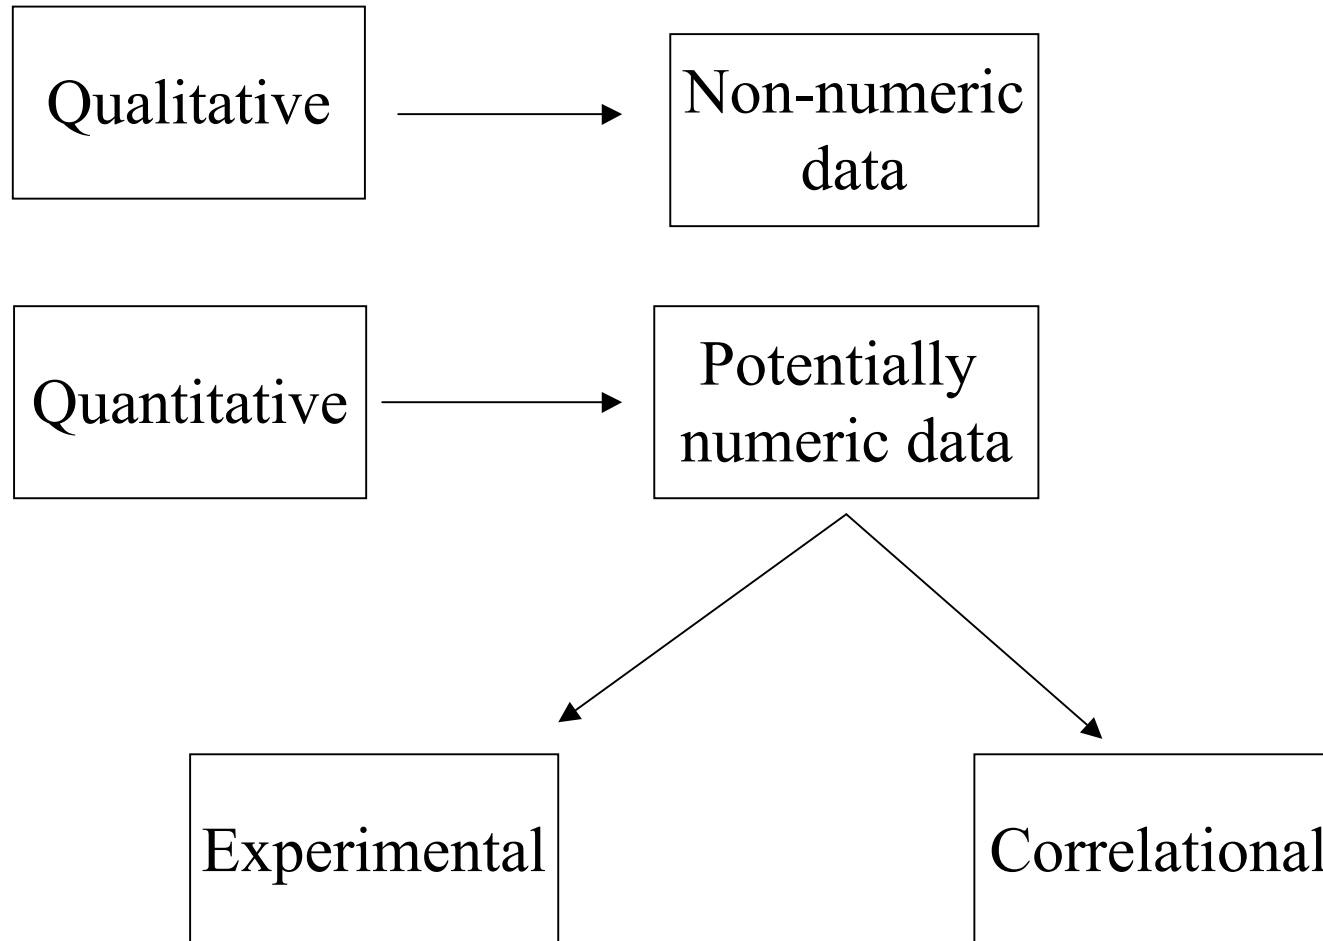 Qualitative
Non-numeric
data
Quantitative
Potentially
numeric data
Experimental
Correlational